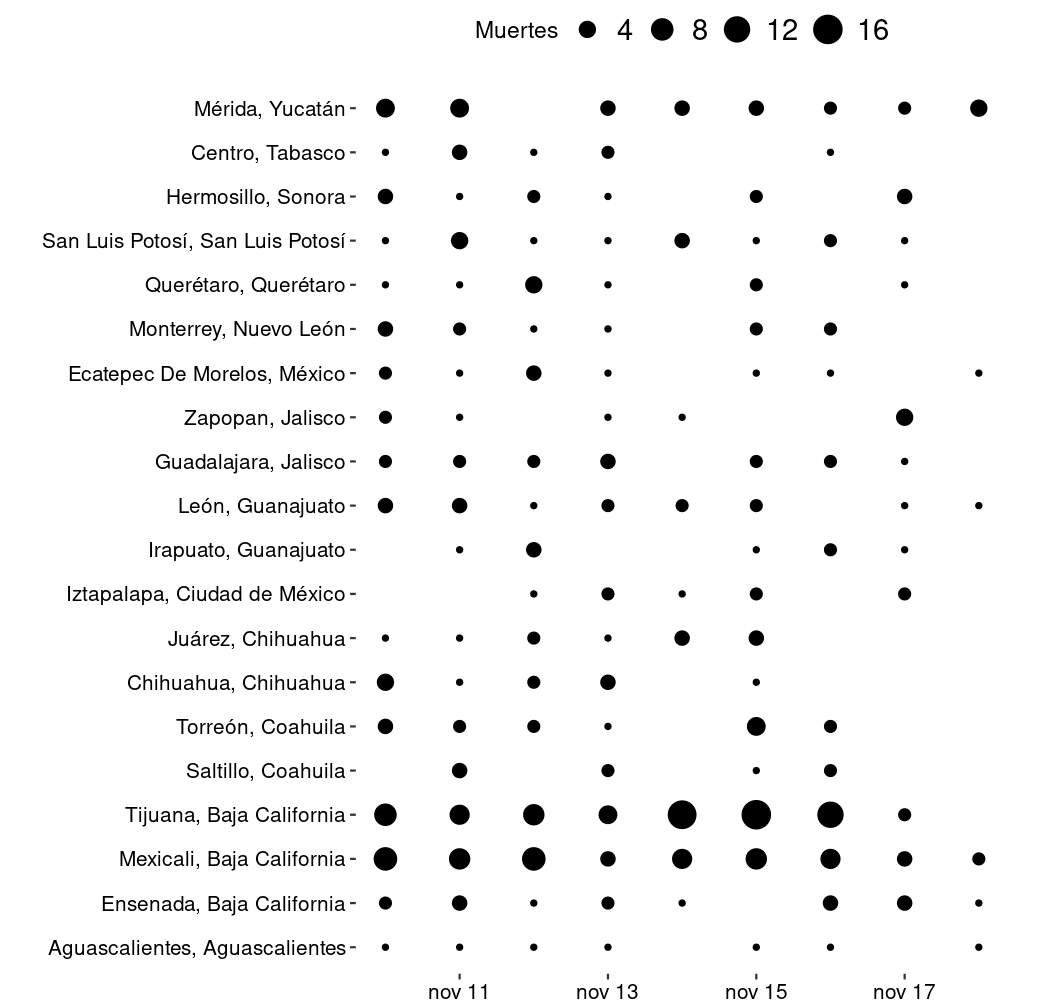 Muertes 4 8 12 16
Mérida, Yucatán
Centro, Tabasco
Hermosillo, Sonora
San Luis Potosí, San Luis Potosí
Querétaro, Querétaro
Monterrey, Nuevo León
Ecatepec De Morelos, México
Zapopan, Jalisco
Guadalajara, Jalisco
León, Guanajuato
Irapuato, Guanajuato
Iztapalapa, Ciudad de México
Juárez, Chihuahua
Chihuahua, Chihuahua
Torreón, Coahuila
Saltillo, Coahuila
Tijuana, Baja California
Mexicali, Baja California
Ensenada, Baja California
Aguascalientes, Aguascalientes
nov 11 nov 13 nov 15 nov 17